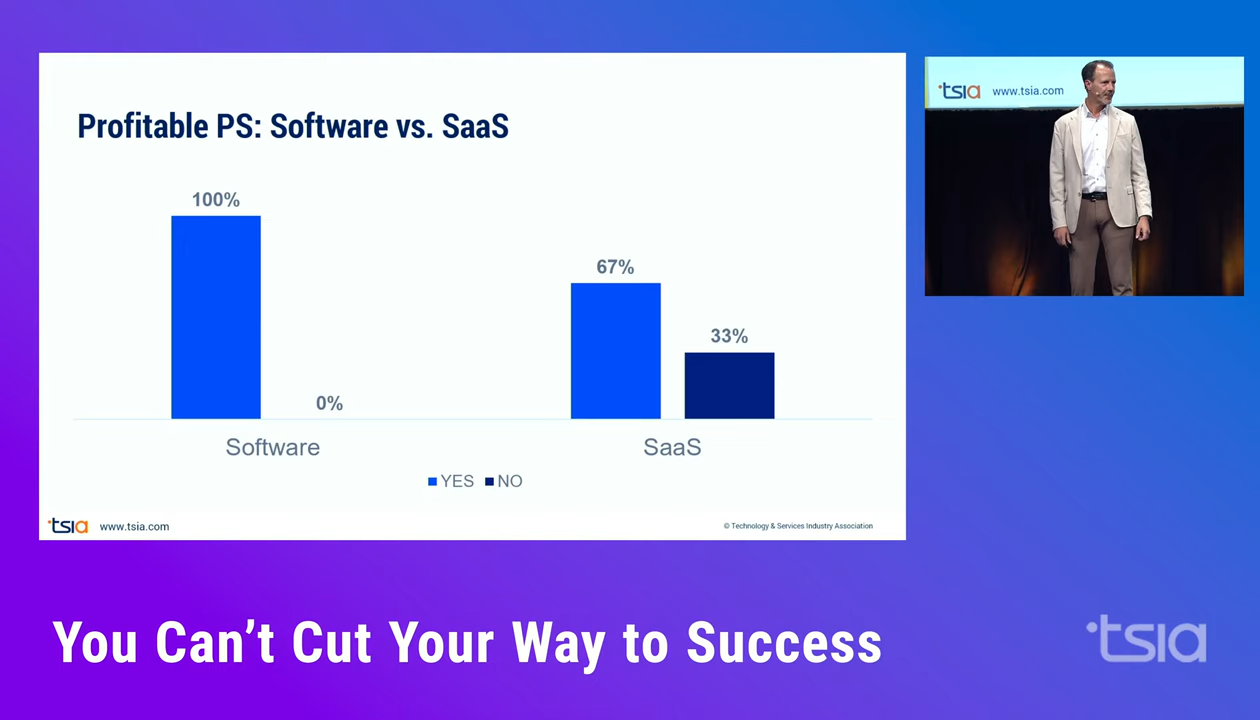 Profitable PS: Software vs. SaaS
100%
0%
67%
33%
Software
SaaS
YES NO
tsia www.tsia.com
© Technology & Services Industry Association
tsia www.tsia.com
You Can’t Cut Your Way to Success
tsia